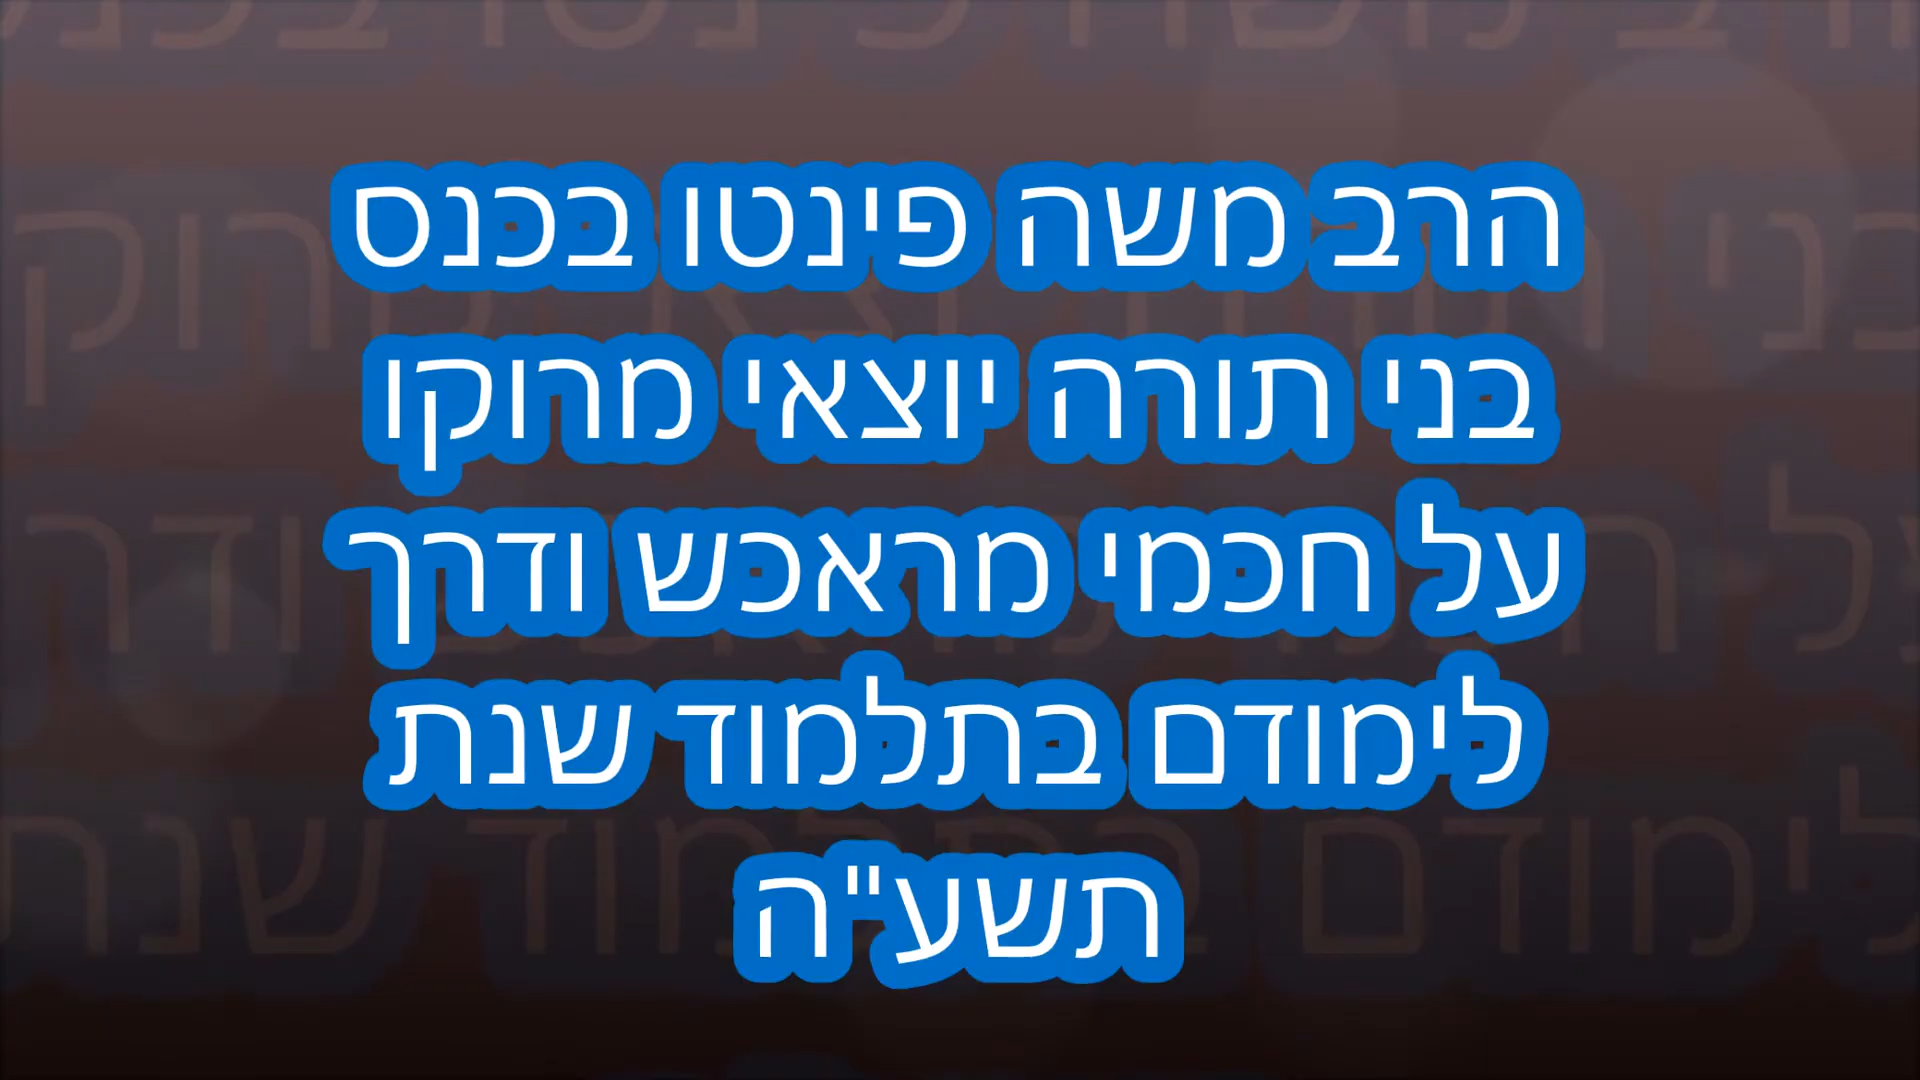 הרב משה פינטו בכנס
בני תורה יוצאי מרוקו
על חכמי מראכש ודרך
לימודם בתלמוד שנת
תשע"ה